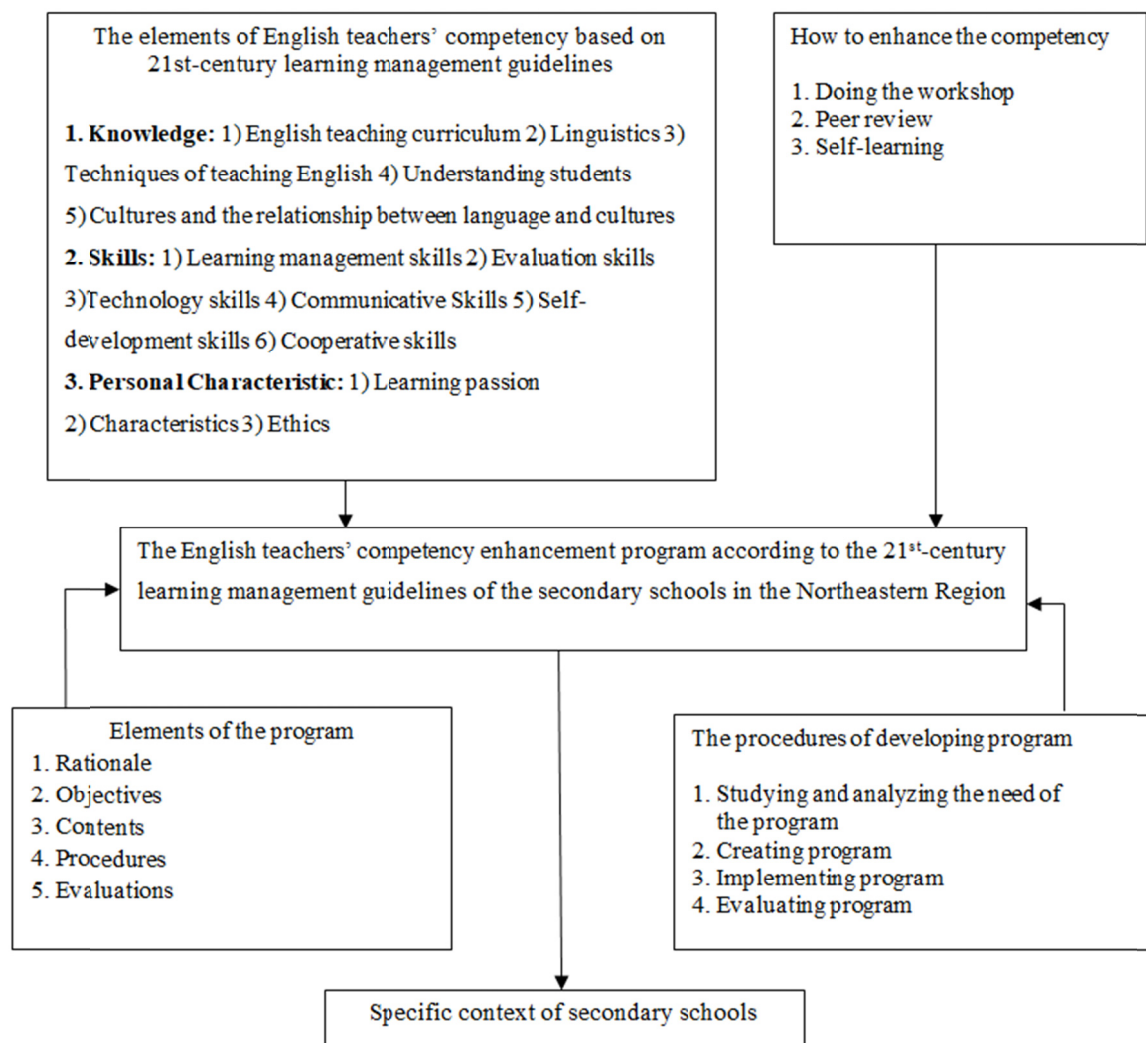 The elements of English teachers’ competency based on
21st-century learning management guidelines
1. Knowledge: 1) English teaching curriculum 2) Linguistics 3)
Techniques of teaching English 4) Understanding students
5) Cultures and the relationship between language and cultures
2. Skills: 1) Learning management skills 2) Evaluation skills
3)Technology skills 4) Communicative Skills 5) Self-
development skills 6) Cooperative skills
3. Personal Characteristic: 1) Learning passion
2) Characteristics 3) Ethics
How to enhance the competency
1. Doing the workshop
2. Peer review
3. Self-learning
The English teachers’ competency enhancement program according to the 21st-century
learning management guidelines of the secondary schools in the Northeastern Region
Elements of the program
1. Rationale
2. Objectives
3. Contents
4. Procedures
5. Evaluations
The procedures of developing program
1. Studying and analyzing the need of
the program
2. Creating program
3. Implementing program
4. Evaluating program
Specific context of secondary schools